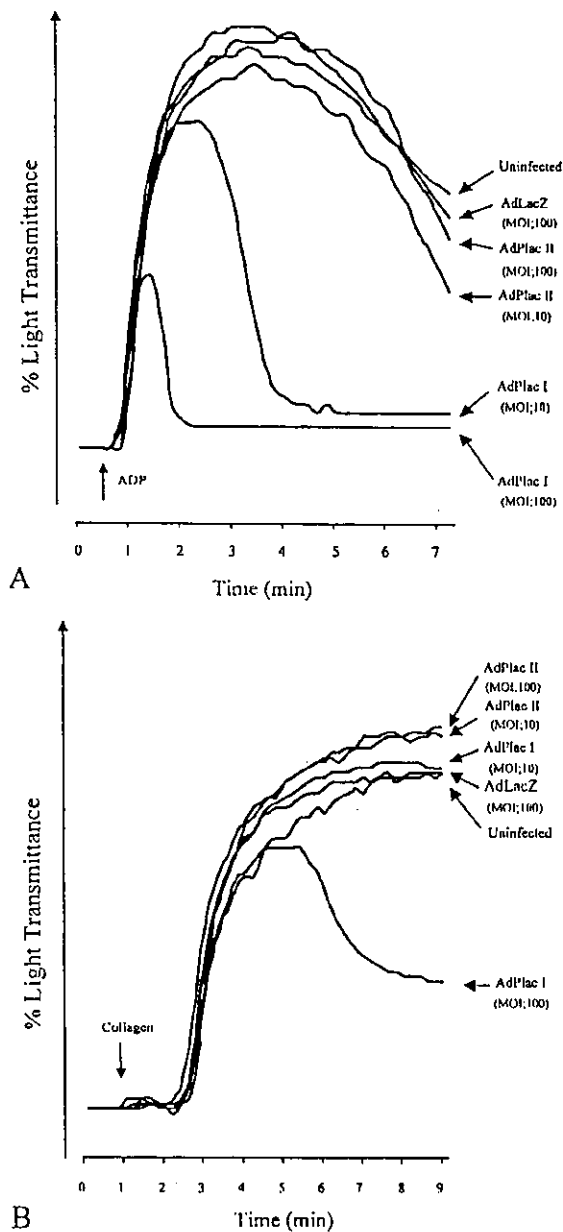 % Light Transmittance
Uninfected
AdLacZ
(MOI;100)
AdPlac II
(MOI;100)
AdPlac II
(MOI;10)
AdPlac I
(MOI;10)
AdPlac I
(MOI;100)
ADP
0 1 2 3 4 5 6 7
Time (min)
A
% Light Transmittance
AdPlac II
(MOI;100)
AdPlac II
(MOI;10)
AdPlac I
(MOI;10)
AdLacZ
(MOI;100)
Uninfected
AdPlac I
(MOI;100)
Collagen
0 1 2 3 4 5 6 7 8 9
Time (min)
B